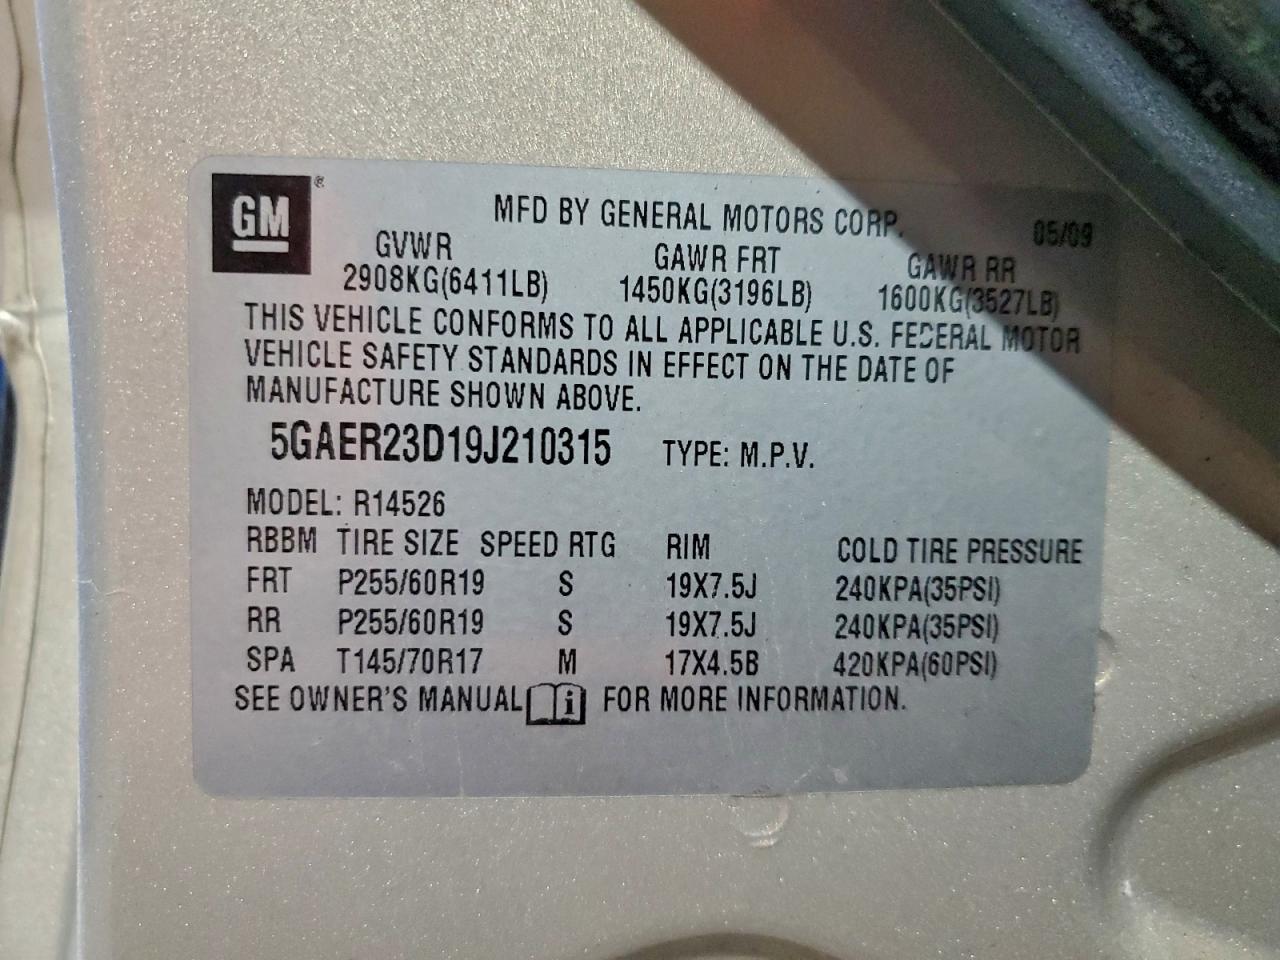 GM ®
MFD BY GENERAL MOTORS CORP. 05/09
GVWR GAWR FRT GAWR RR
2908KG(6411LB) 1450KG(3196LB) 1600KG(3527LB)
THIS VEHICLE CONFORMS TO ALL APPLICABLE U.S. FEDERAL MOTOR
VEHICLE SAFETY STANDARDS IN EFFECT ON THE DATE OF
MANUFACTURE SHOWN ABOVE.
5GAER23D19J210315 TYPE: M.P.V.
MODEL: R14526
RBBM TIRE SIZE SPEED RTG RIM COLD TIRE PRESSURE
FRT P255/60R19 S 19X7.5J 240KPA(35PSI)
RR P255/60R19 S 19X7.5J 240KPA(35PSI)
SPA T145/70R17 M 17X4.5B 420KPA(60PSI)
SEE OWNER'S MANUAL i FOR MORE INFORMATION.